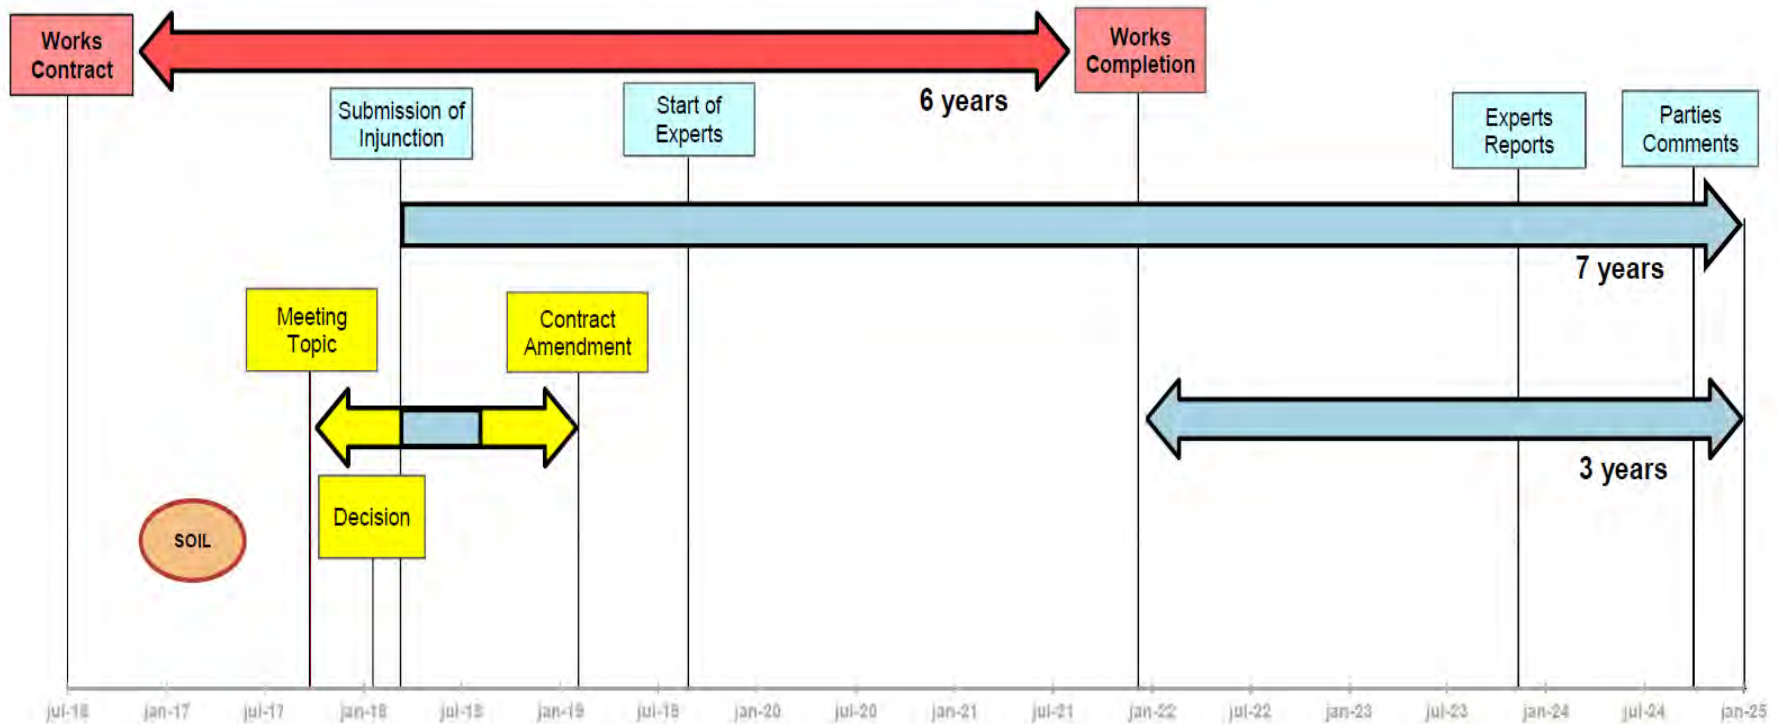 Works
Contract
Works
Completion
6 years
Submission of
Injunction
Start of
Experts
Experts
Reports
Parties
Comments
7 years
Meeting
Topic
Contract
Amendment
3 years
Decision
SOIL
jul-16
jan-17
jul-17
jan-18
jul-18
jan-19
jul-19
jan-20
jul-20
jan-21
jul-21
jan-22
jul-22
jan-23
jul-23
jan-24
jul-24
jan-25